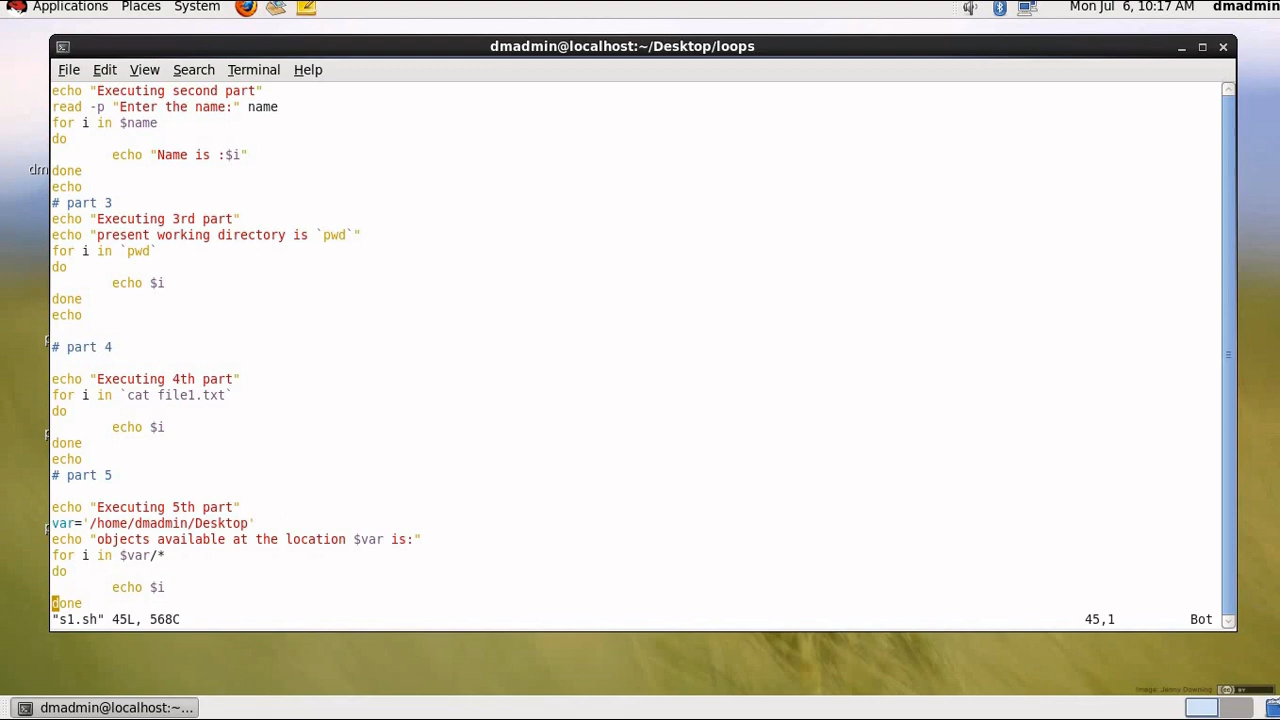 Applications Places System Mon Jul 6, 10:17 AM dmadmin
dmadmin@localhost:~/Desktop/loops
File Edit View Search Terminal Help
echo "Executing second part"
read -p "Enter the name:" name
for i in $name
do
echo "Name is :$i"
done
echo
# part 3
echo "Executing 3rd part"
echo "present working directory is `pwd`"
for i in `pwd`
do
echo $i
done
echo
# part 4
echo "Executing 4th part"
for i in `cat file1.txt`
do
echo $i
done
echo
# part 5
echo "Executing 5th part"
var='/home/dmadmin/Desktop'
echo "objects available at the location $var is:"
for i in $var/*
do
echo $i
done
"s1.sh" 45L, 568C 45,1 Bot
dm
Image: Jenny Downing
dmadmin@localhost:~...